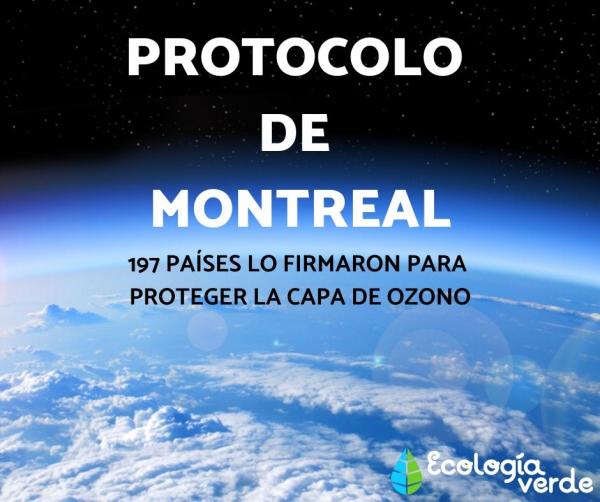 PROTOCOLO
DE
MONTREAL
197 PAÍSES LO FIRMARON PARA
PROTEGER LA CAPA DE OZONO
Ecología
verde